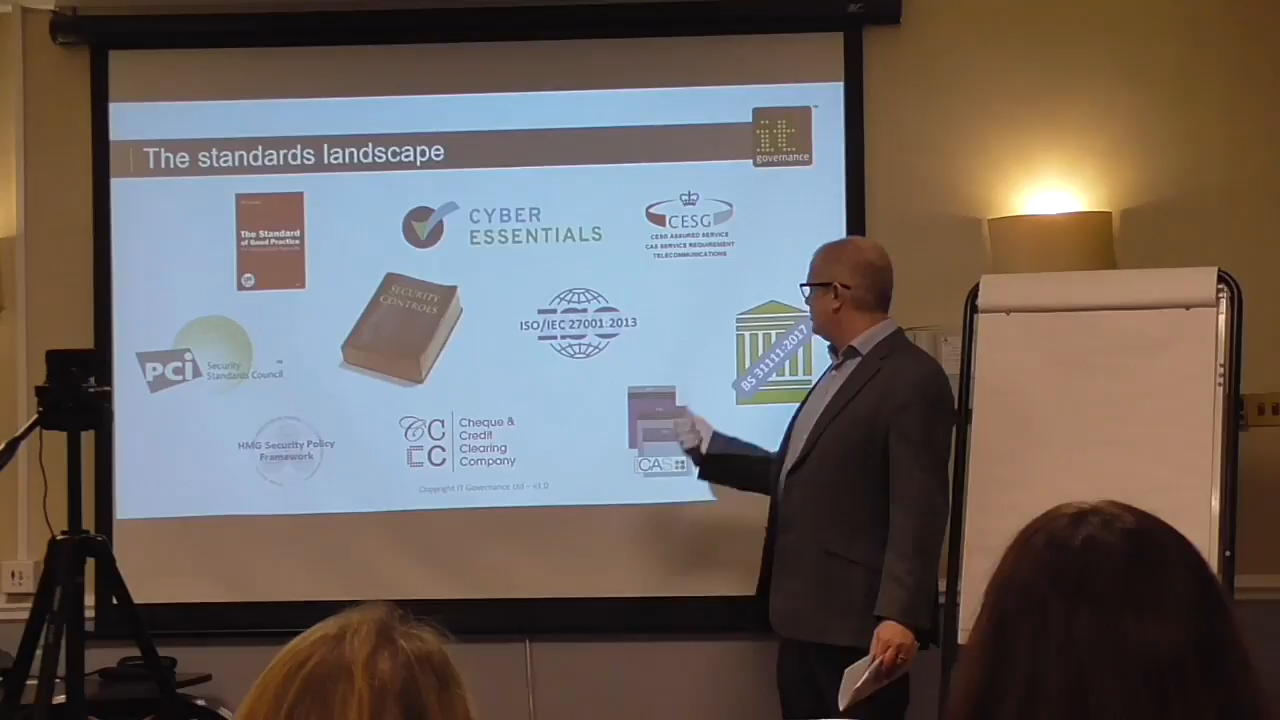 The standards landscape
it
governance
The Standard
of Good Practice
CYBER
ESSENTIALS
CESG
CESG ASSURED SERVICE
CAS SERVICE REQUIREMENT
TELECOMMUNICATIONS
SECURITY
CONTROLS
ISO/IEC 27001:2013
BS 31111:2017
PCi
Security
Standards Council
HMG Security Policy
Framework
CC
CC
Cheque &
Credit
Clearing
Company
CAS
Copyright IT Governance Ltd – v1.0